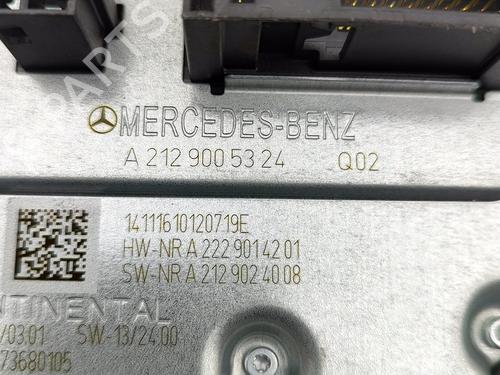 MERCEDES-BENZ
A 212 900 53 24 Q02
14111610120719E
HW-NR A 222 901 42 01
SW-NR A 212 902 40 08
NTINENTAL
/03.01 SW-13/24.00
73680105